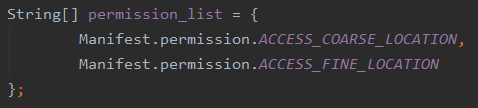 String[] permission_list = {
        Manifest.permission.ACCESS_COARSE_LOCATION,
        Manifest.permission.ACCESS_FINE_LOCATION
};